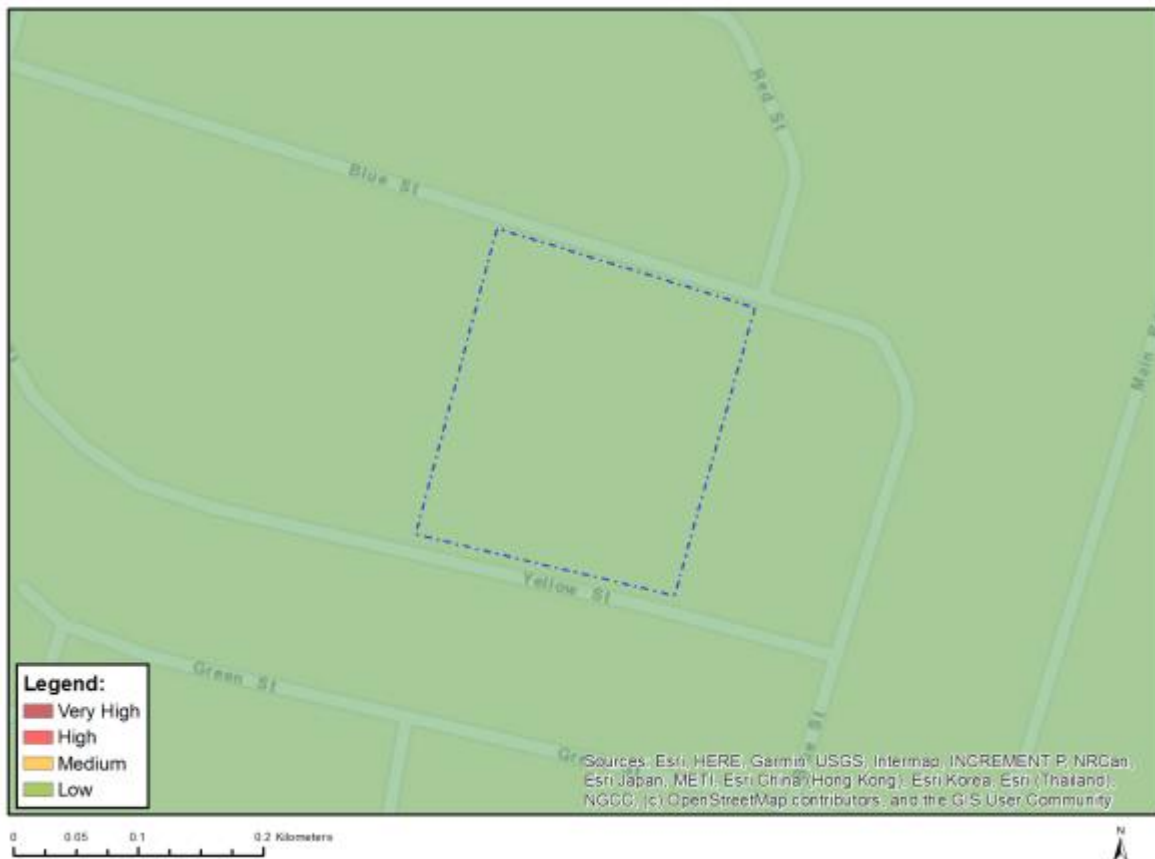 Red St
Blue St
Main R
Yellow St
Green St
Legend:
Very High
High
Medium
Low
Sources: Esri, HERE, Garmin, USGS, Intermap, INCREMENT P, NRCan,
Esri Japan, METI, Esri China (Hong Kong), Esri Korea, Esri (Thailand),
NGCC, (c) OpenStreetMap contributors, and the GIS User Community
0 0.05 0.1 0.2 Kilometers
N